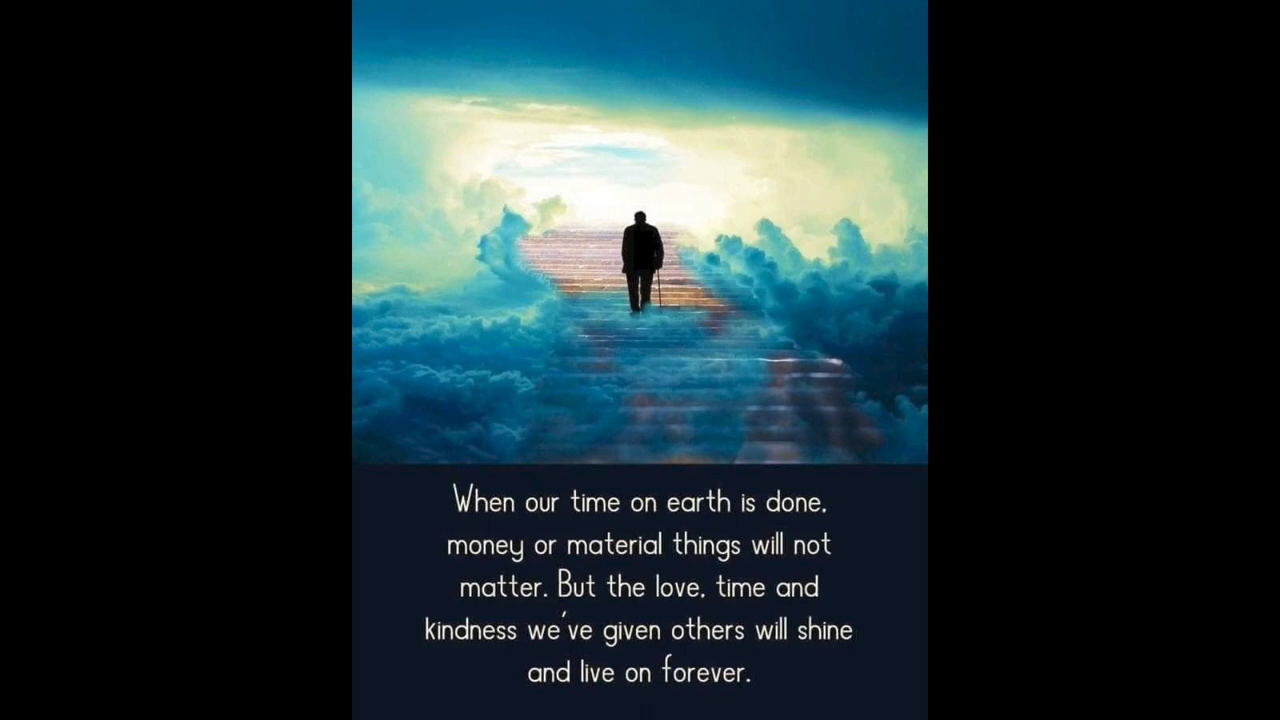 When our time on earth is done,
money or material things will not
matter. But the love, time and
kindness we've given others will shine
and live on forever.